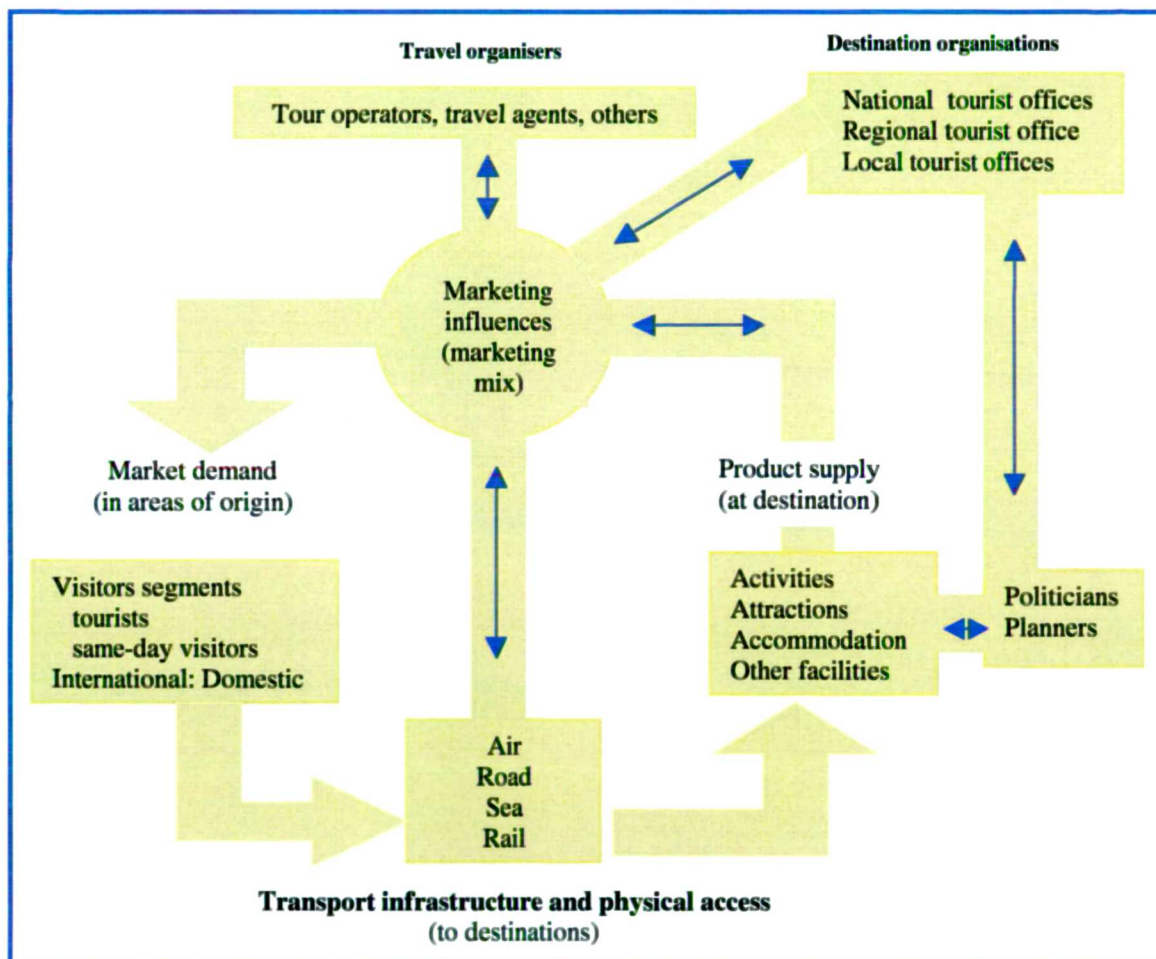 Travel organisers
Destination organisations
Tour operators, travel agents, others
National tourist offices
Regional tourist office
Local tourist offices
Marketing
influences
(marketing
mix)
Market demand
(in areas of origin)
Product supply
(at destination)
Visitors segments
tourists
same-day visitors
International: Domestic
Activities
Attractions
Accommodation
Other facilities
Politicians
Planners
Air
Road
Sea
Rail
Transport infrastructure and physical access
(to destinations)